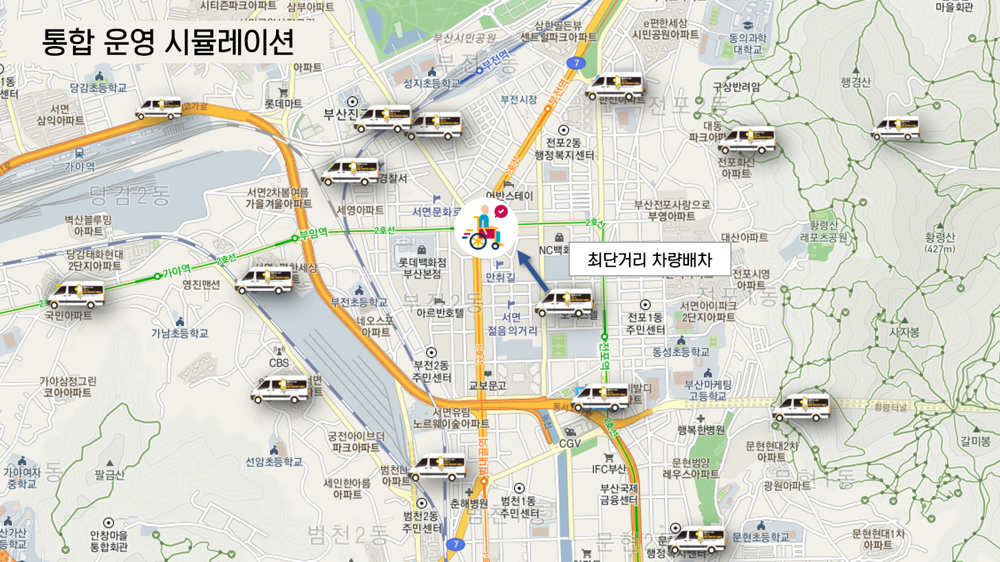 시티즌파크아파트
삼부아파트
마을회관
통합 운영 시뮬레이션
부산시민공원
삼한골드뷰
센트럴파크아파트
e편한세상
시민공원아파트
동의과학
대학교
부전역
7
아파트
당감초등학교
성지초등학교
1동
센터
롯데마트
부전시장
부전역
구상반려암
행경산
서면
삼익아파트
고가로
부산진구
한신아파트
전포
동
대동
파크아파
전포2동
행정복지센터
가야역
전포화신
아파트
1호선
경찰서
당감2동
서면2차봄여름
가을겨울아파트
세영아파트
서면문화로
어반스테이
부산전포사랑으로
부영아파트
벽산블루밍
아파트
부암역
2호선
2호선
황령산
레포츠공원
황령산
(427m)
NC백화
최단거리 차량배차
대산아파트
당감태화현대
2단지아파트
2호선
가야역
롯데백화점
부산본점
만취길
전포시영
아파트
영진맨션
부전초등학교
부전2동
아르반호텔
서면
젊음의거리
전포1동
주민센터
서면아이파크
2단지아파트
국민아파트
네오스포
아파트
가남초등학교
전포역
사자봉
동성초등학교
CBS
부전2동
주민센터
1호선
가야삼정그린
코아아파트
교보문고
부산마케팅
고등학교
황령터널
서면유림
노르웨이숲아파트
동천
2호선
행복한병원
갈미봉
궁전아이브더
파크아파트
CGV
문현현대2차
아파트
선암초등학교
범내골역
IFC부산
문현범양
레우스아파트
가야여자
중학교
팔금산
세인한아름
아파트
문현1동
광원아파트
부산국제
금융센터
춘해병원
범천1동
주민센터
범천2동
주민센터
범천2동
안창마을
통합회관
7
문현초등학교
문현현대1차
아파트